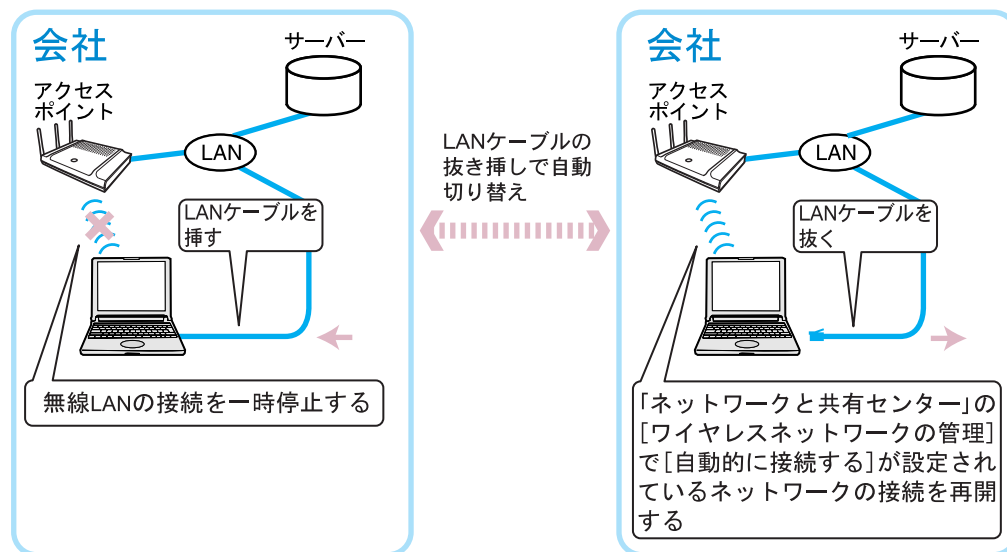 会社
サーバー
アクセス
ポイント
LAN
LANケーブルを
挿す
無線LANの接続を一時停止する
LANケーブルの
抜き挿しで自動
切り替え
会社
サーバー
アクセス
ポイント
LAN
LANケーブルを
抜く
「ネットワークと共有センター」の
[ワイヤレスネットワークの管理]
で[自動的に接続する]が設定され
ているネットワークの接続を再開
する